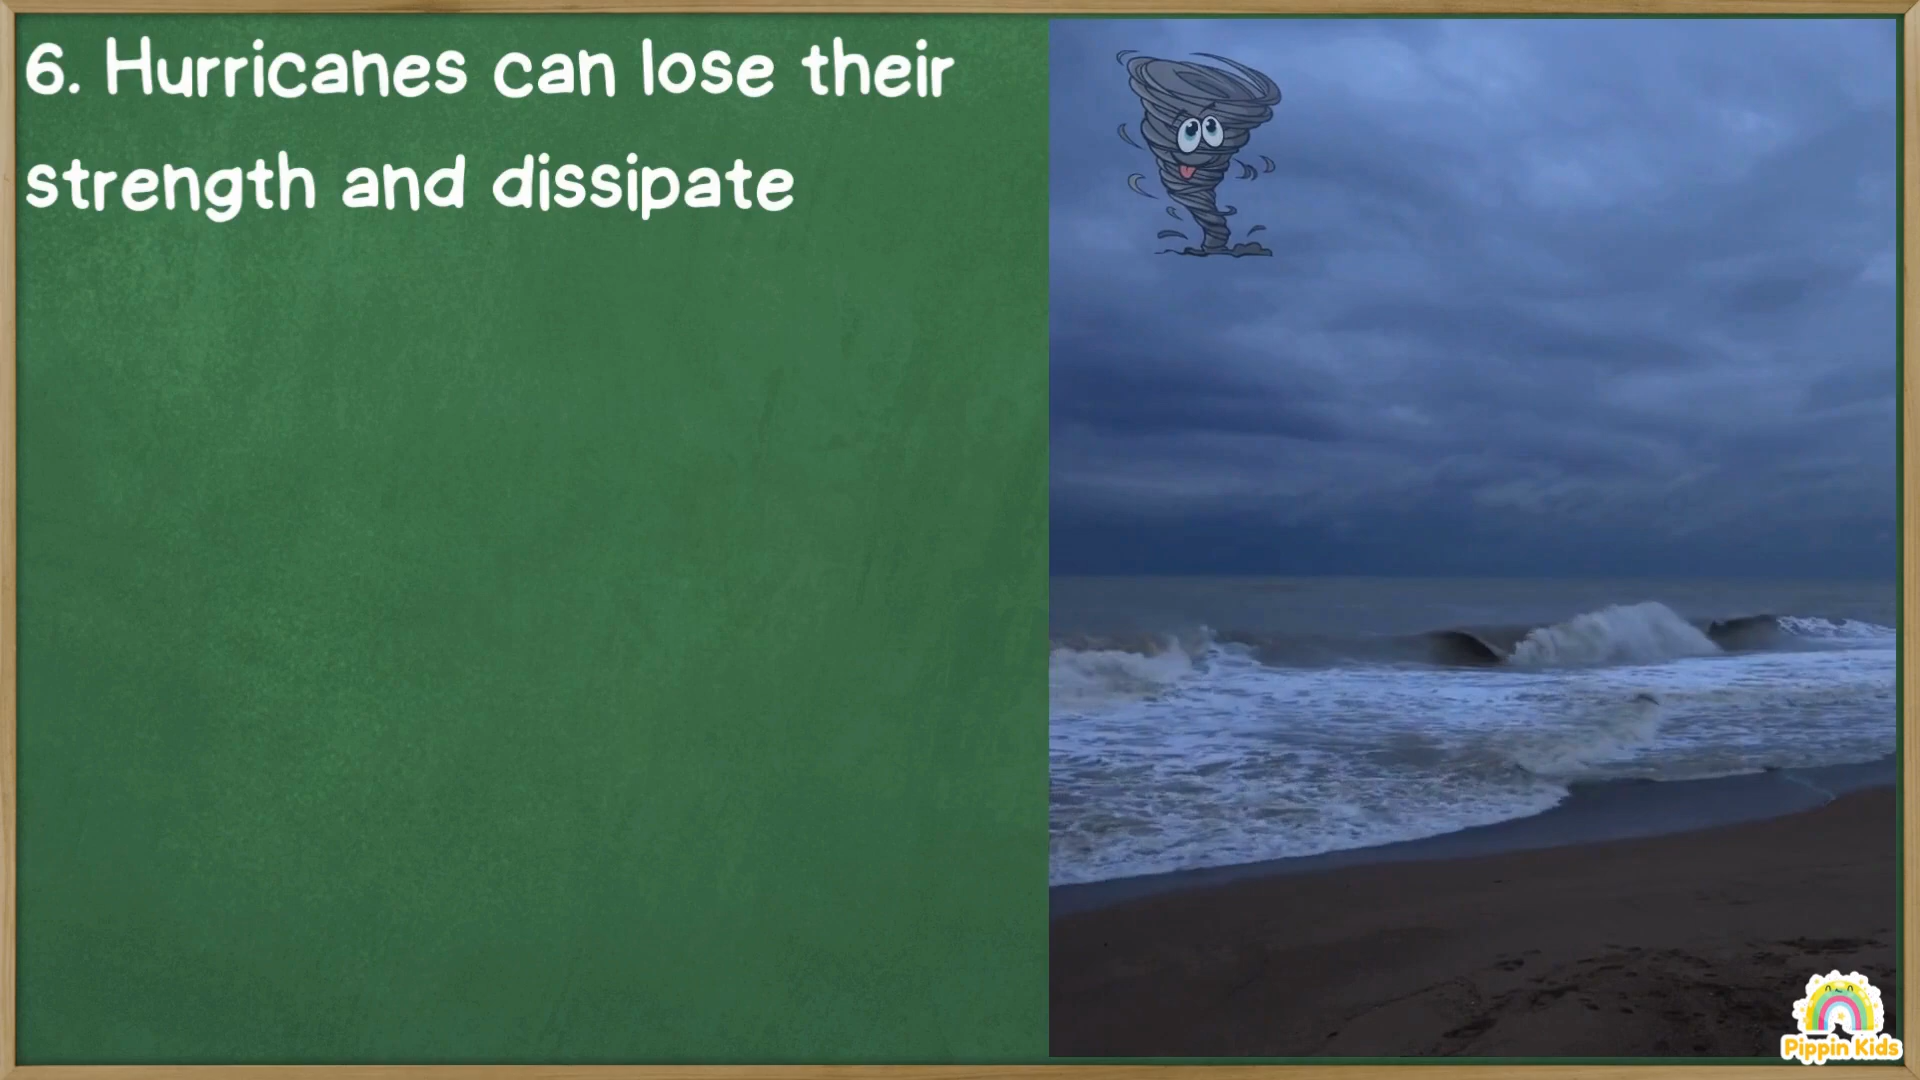 6. Hurricanes can lose their
strength and dissipate
Pippin Kids